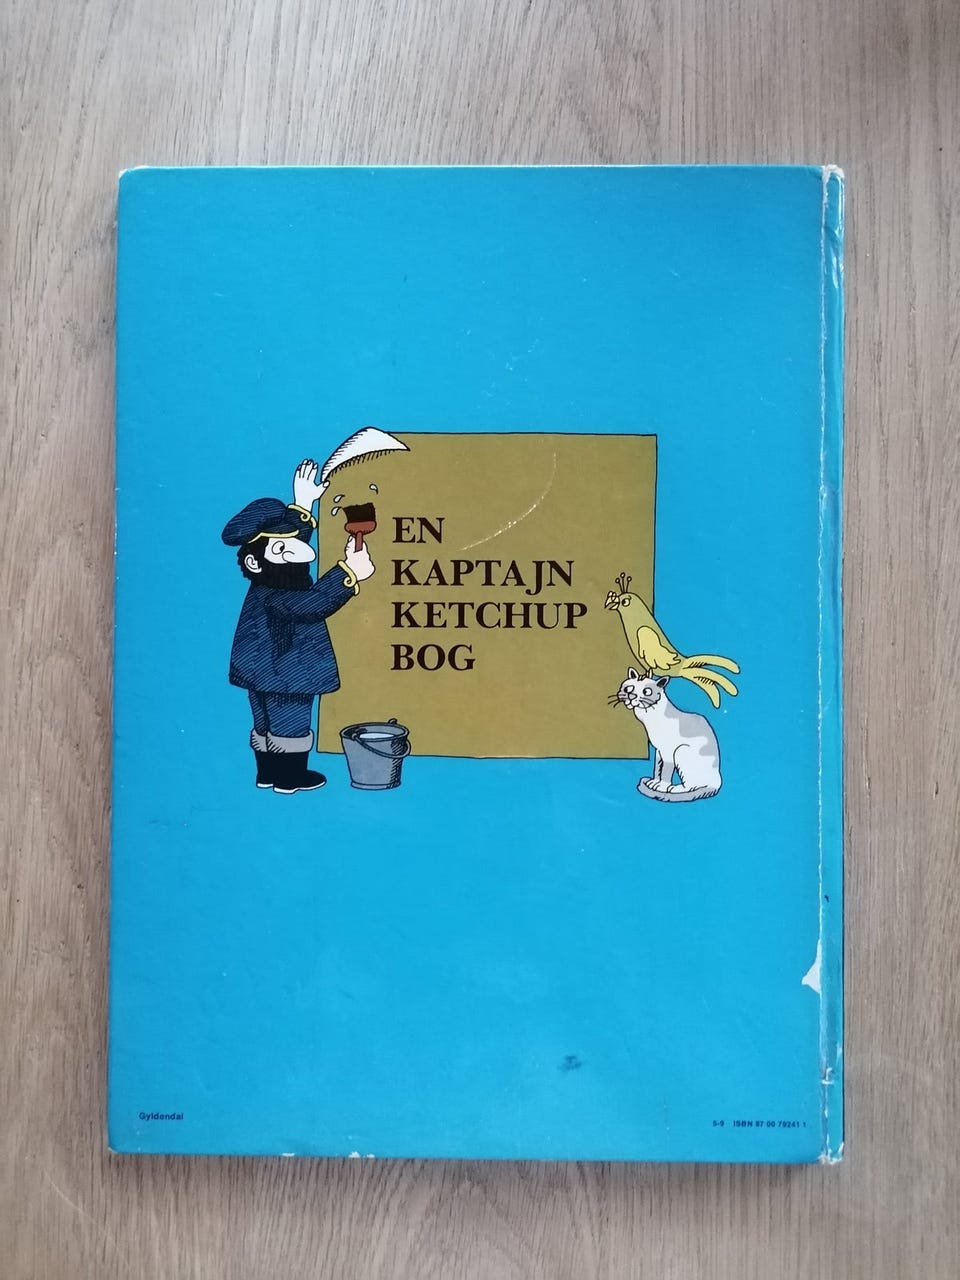 EN
KAPTAJN
KETCHUP
BOG
Gyldendal
5-9 ISBN 87 00 79241 1